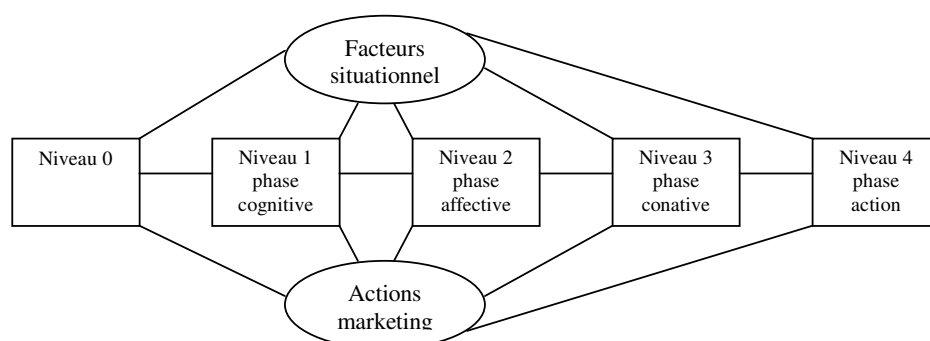 Facteurs
situationnel
Niveau 0
Niveau 1
phase
cognitive
Niveau 2
phase
affective
Niveau 3
phase
conative
Niveau 4
phase
action
Actions
marketing